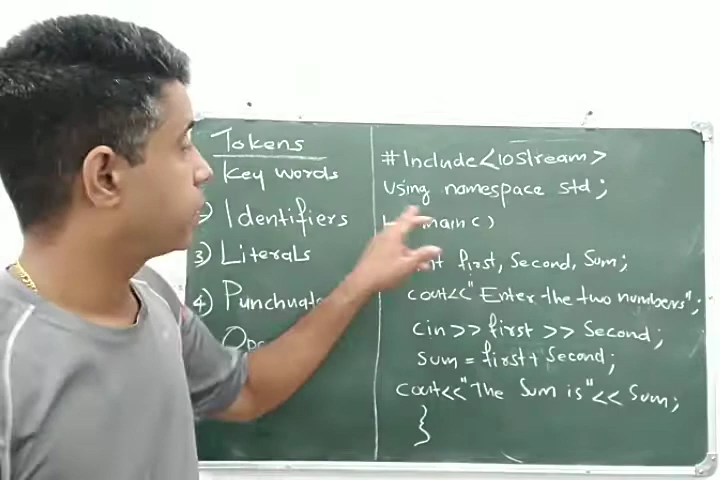 Tokens
Key words
Identifiers
3) Literals
4)
#Include<Iostream>
Using namespace std;
main()
first, Second, Sum;
cout<<"Enter the two numbers";
cin >> first >> Second;
Sum = first + Second;
cout<<"The Sum is"<< Sum;
}